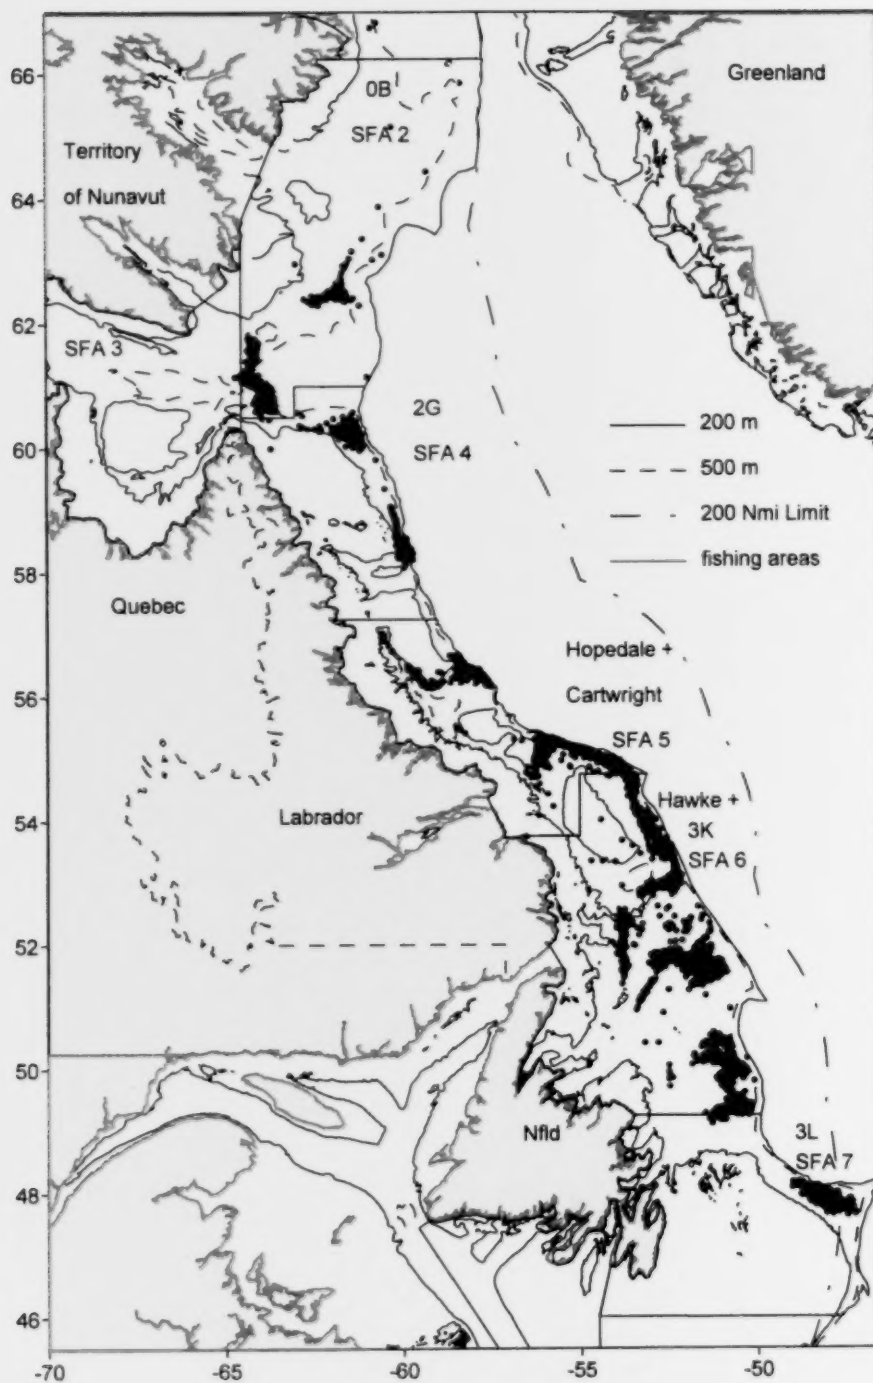 66
64
62
60
58
56
54
52
50
48
46
-70
-65
-60
-55
-50
0B
SFA 2
Greenland
Territory
of Nunavut
SFA 3
2G
SFA 4
200 m
500 m
200 Nmi Limit
fishing areas
Quebec
Hopedale +
Cartwright
SFA 5
Labrador
Hawke +
3K
SFA 6
Nfld
3L
SFA 7